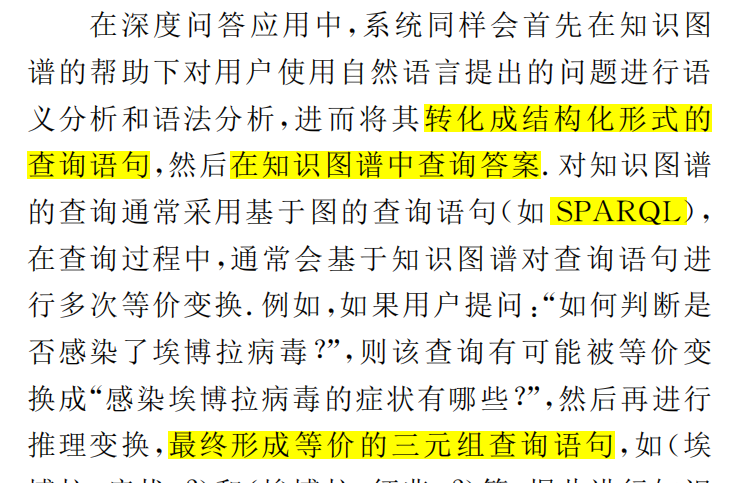 在深度问答应用中,系统同样会首先在知识图
谱的帮助下对用户使用自然语言提出的问题进行语
义分析和语法分析,进而将其转化成结构化形式的
查询语句,然后在知识图谱中查询答案.对知识图谱
的查询通常采用基于图的查询语句(如 SPARQL),
在查询过程中,通常会基于知识图谱对查询语句进
行多次等价变换.例如,如果用户提问:“如何判断是
否感染了埃博拉病毒?”,则该查询有可能被等价变
换成“感染埃博拉病毒的症状有哪些?”,然后再进行
推理变换,最终形成等价的三元组查询语句,如(埃